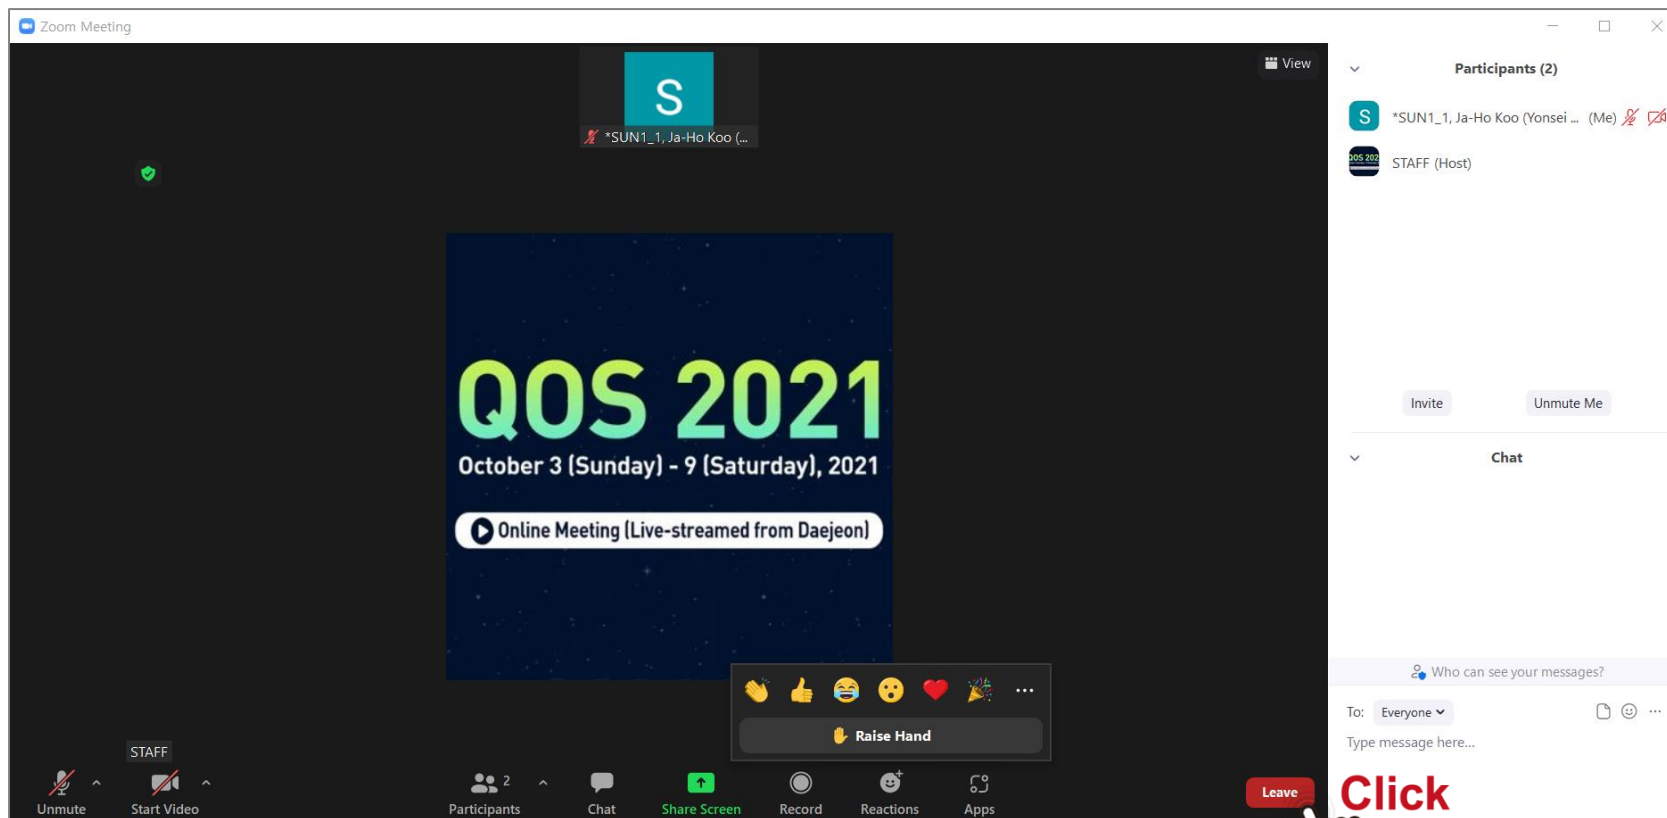 Zoom Meeting
View
S
*SUN1_1, Ja-Ho Koo (...
QOS 2021
October 3 (Sunday) - 9 (Saturday), 2021
Online Meeting (Live-streamed from Daejeon)
Raise Hand
STAFF
Unmute
Start Video
Participants
2
Chat
Share Screen
Record
Reactions
Apps
Leave
Participants (2)
S
*SUN1_1, Ja-Ho Koo (Yonsei ... (Me)
STAFF (Host)
Invite
Unmute Me
Chat
Who can see your messages?
To: Everyone
Type message here...
Click